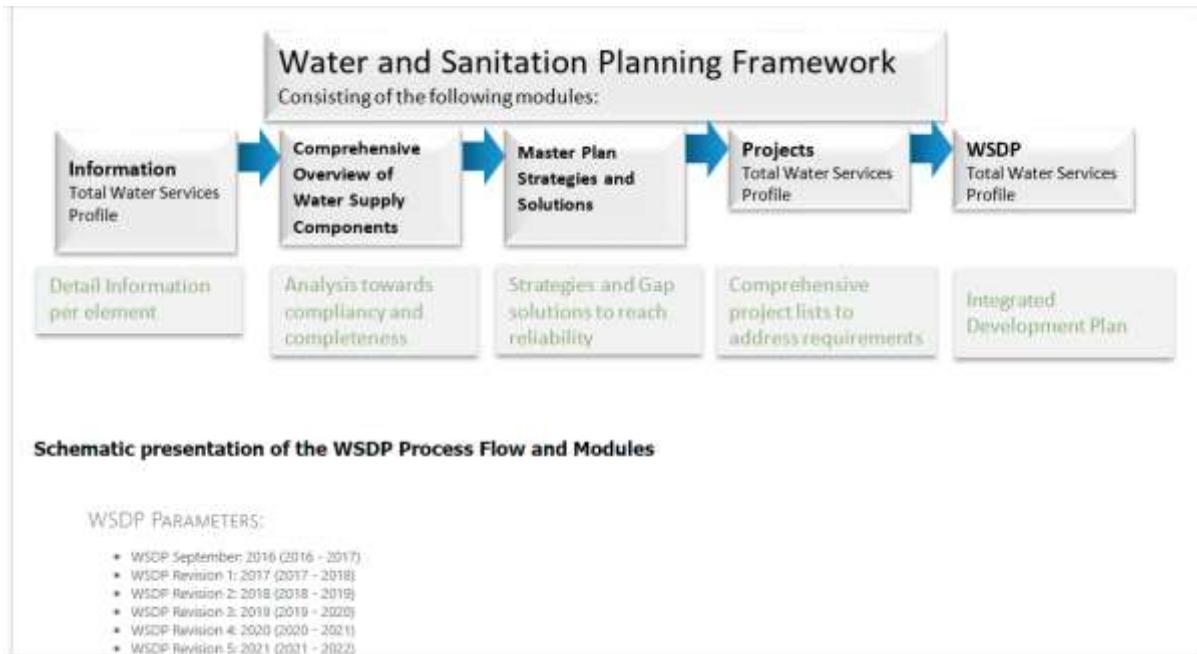 Water and Sanitation Planning Framework
Consisting of the following modules:
Information
Total Water Services
Profile
Comprehensive
Overview of
Water Supply
Components
Master Plan
Strategies and
Solutions
Projects
Total Water Services
Profile
WSDP
Total Water Services
Profile
Detail Information
per element
Analysis towards
compliancy and
completeness
Strategies and Gap
solutions to reach
reliability
Comprehensive
project lists to
address requirements
Integrated
Development Plan
Schematic presentation of the WSDP Process Flow and Modules
WSDP PARAMETERS:
• WSDP September: 2016 (2016 - 2017)
• WSDP Revision 1: 2017 (2017 - 2018)
• WSDP Revision 2: 2018 (2018 - 2019)
• WSDP Revision 3: 2019 (2019 - 2020)
• WSDP Revision 4: 2020 (2020 - 2021)
• WSDP Revision 5: 2021 (2021 - 2022)